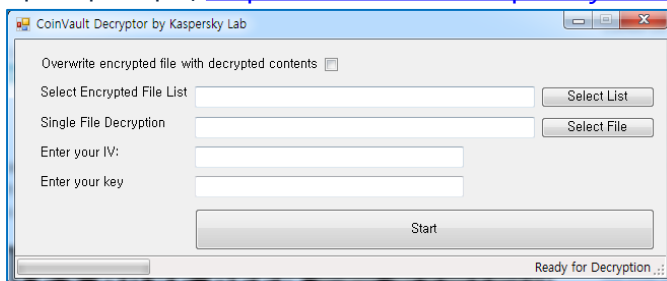 CoinVault Decryptor by Kaspersky Lab
Overwrite encrypted file with decrypted contents
Select Encrypted File List
Select List
Single File Decryption
Select File
Enter your IV:
Enter your key
Start
Ready for Decryption